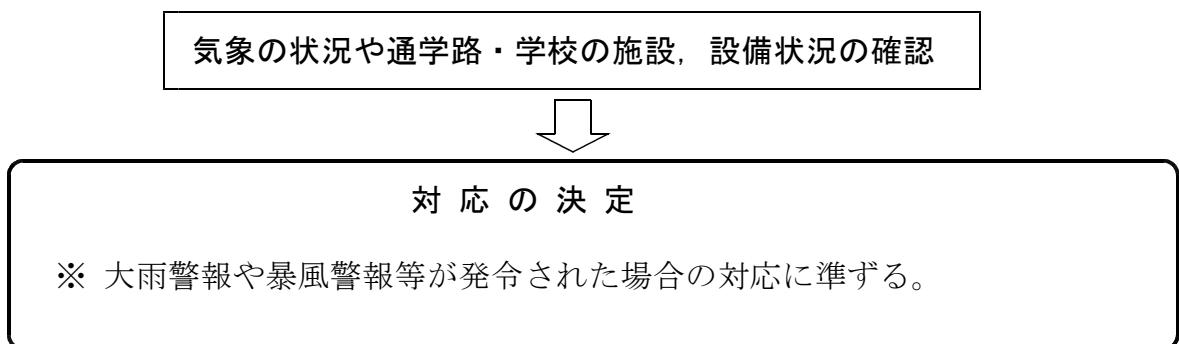 気象の状況や通学路・学校の施設，設備状況の確認
対 応 の 決 定
※ 大雨警報や暴風警報等が発令された場合の対応に準ずる。